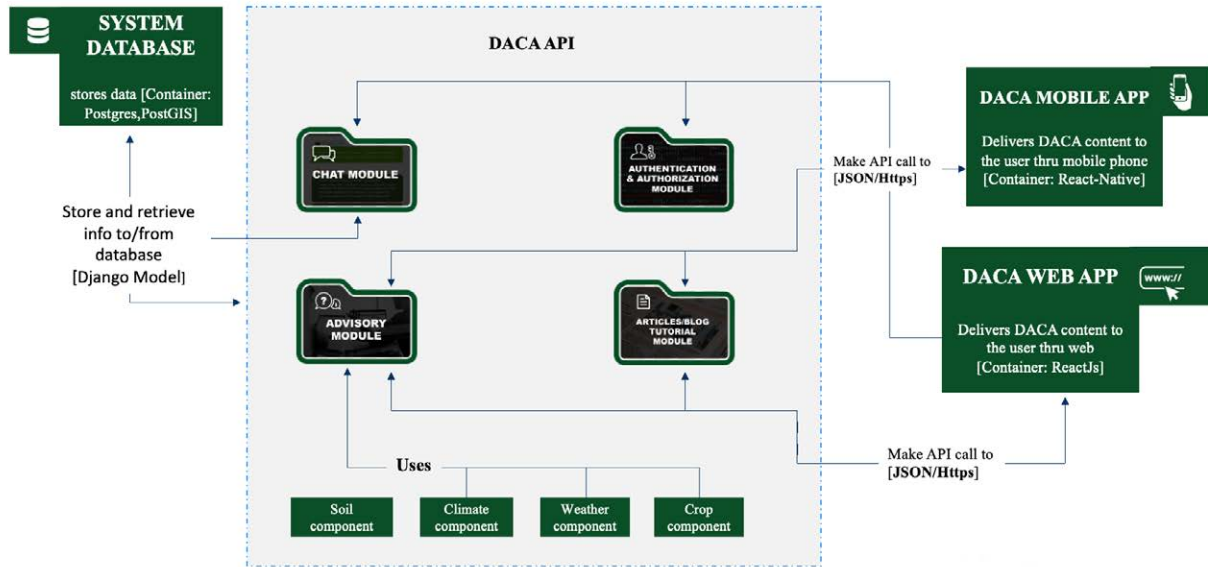 SYSTEM
DATABASE
stores data [Container:
Postgres,PostGIS]
Store and retrieve
info to/from
database
[Django Model]
DACA API
CHAT MODULE
AUTHENTICATION
& AUTHORIZATION
MODULE
ADVISORY
MODULE
ARTICLES/BLOG
TUTORIAL
MODULE
Uses
Soil
component
Climate
component
Weather
component
Crop
component
Make API call to
[JSON/Https]
DACA MOBILE APP
Delivers DACA content to
the user thru mobile phone
[Container: React-Native]
DACA WEB APP
www://
Delivers DACA content to
the user thru web
[Container: ReactJs]
Make API call to
[JSON/Https]